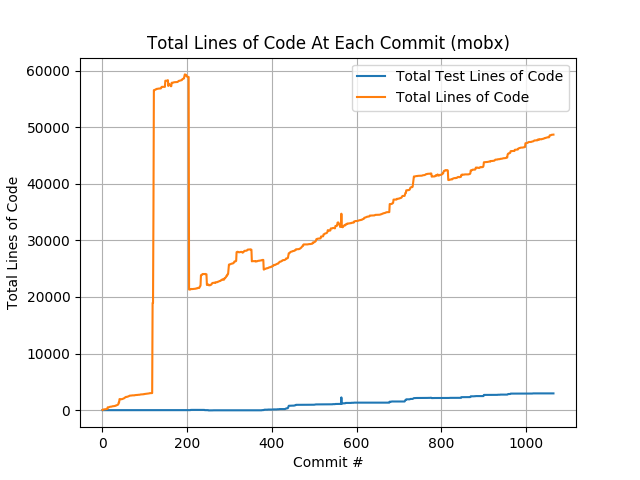 Total Lines of Code At Each Commit (mobx)
Total Test Lines of Code
Total Lines of Code
60000
50000
40000
30000
20000
10000
0
Total Lines of Code
0 200 400 600 800 1000
Commit #